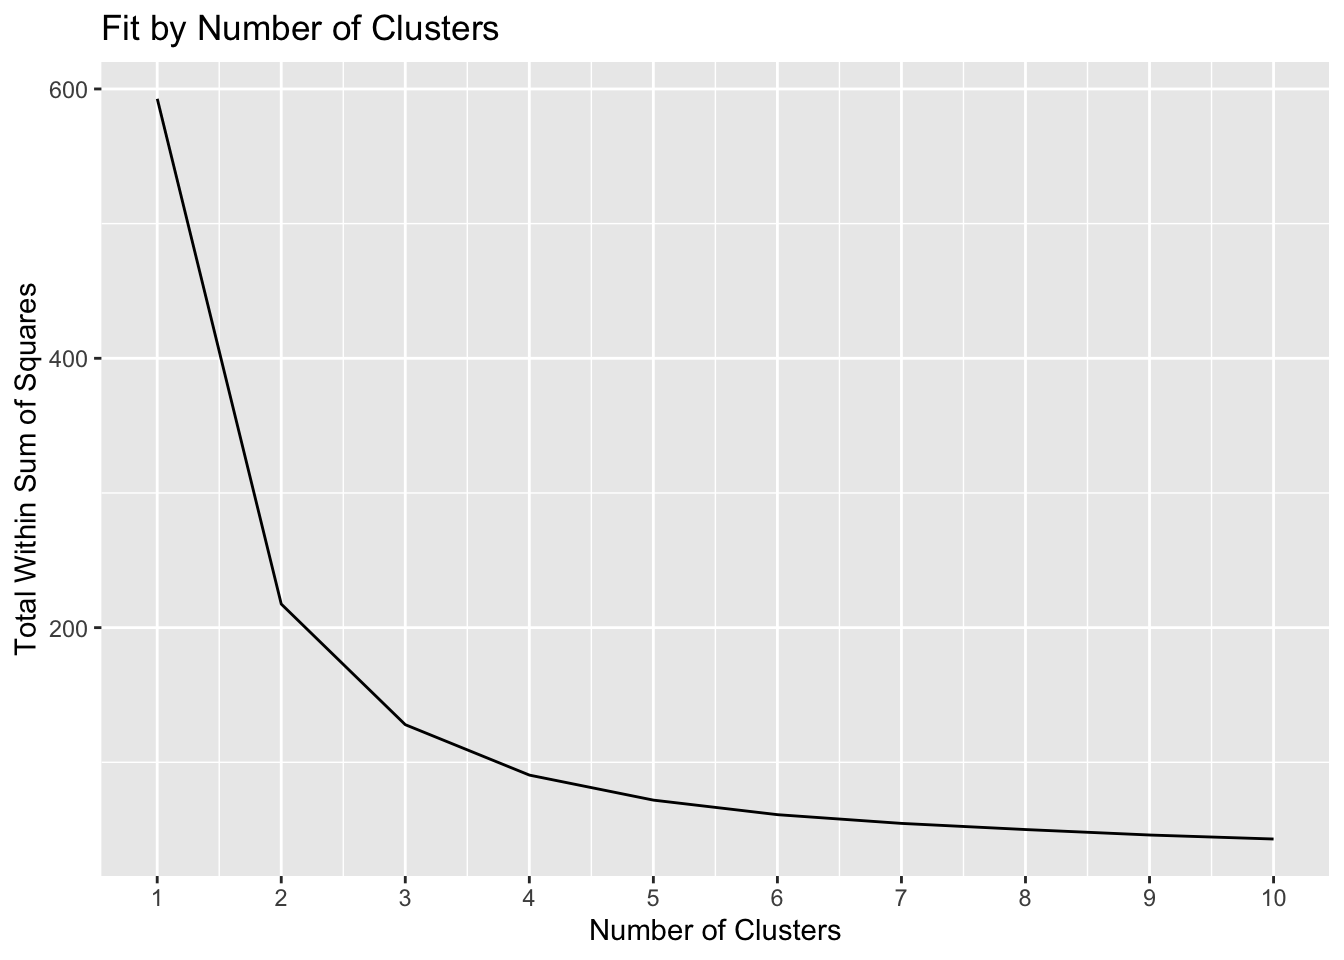 Fit by Number of Clusters
Total Within Sum of Squares
600
400
200
1 2 3 4 5 6 7 8 9 10
Number of Clusters